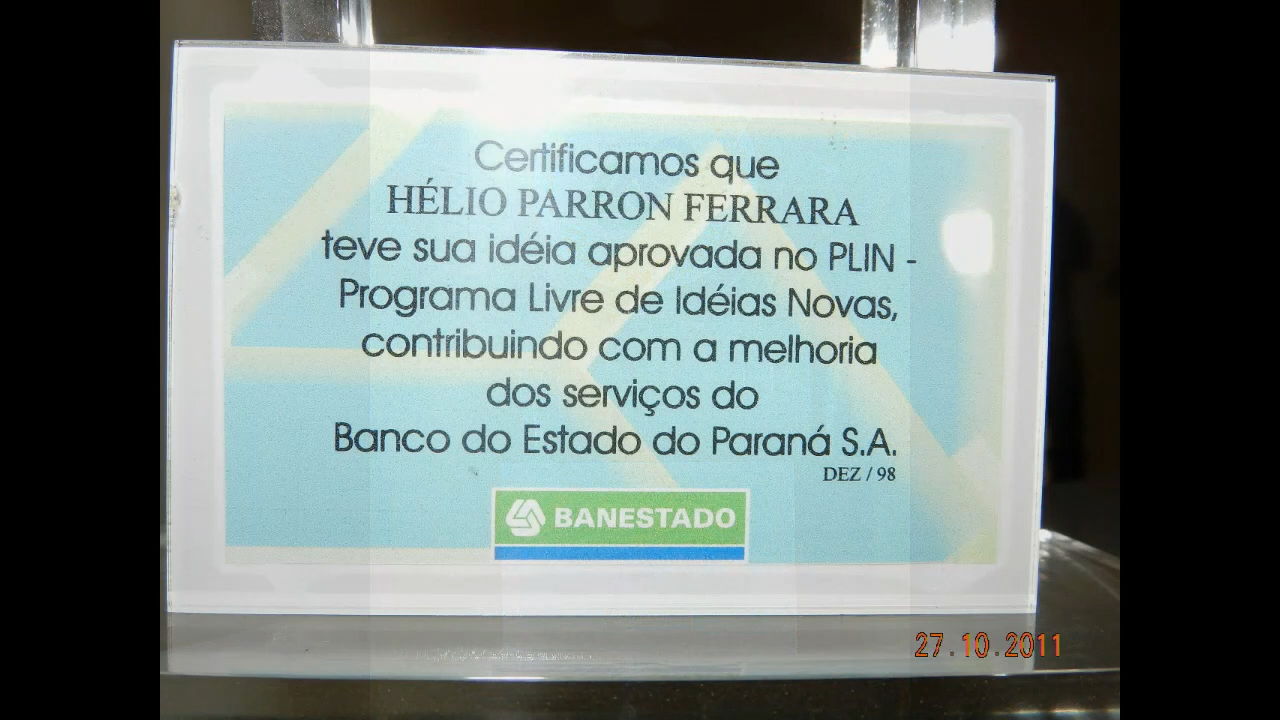 Certificamos que
HÉLIO PARRON FERRARA
teve sua idéia aprovada no PLIN -
Programa Livre de Idéias Novas,
contribuindo com a melhoria
dos serviços do
Banco do Estado do Paraná S.A.
DEZ / 98
BANESTADO
27.10.2011